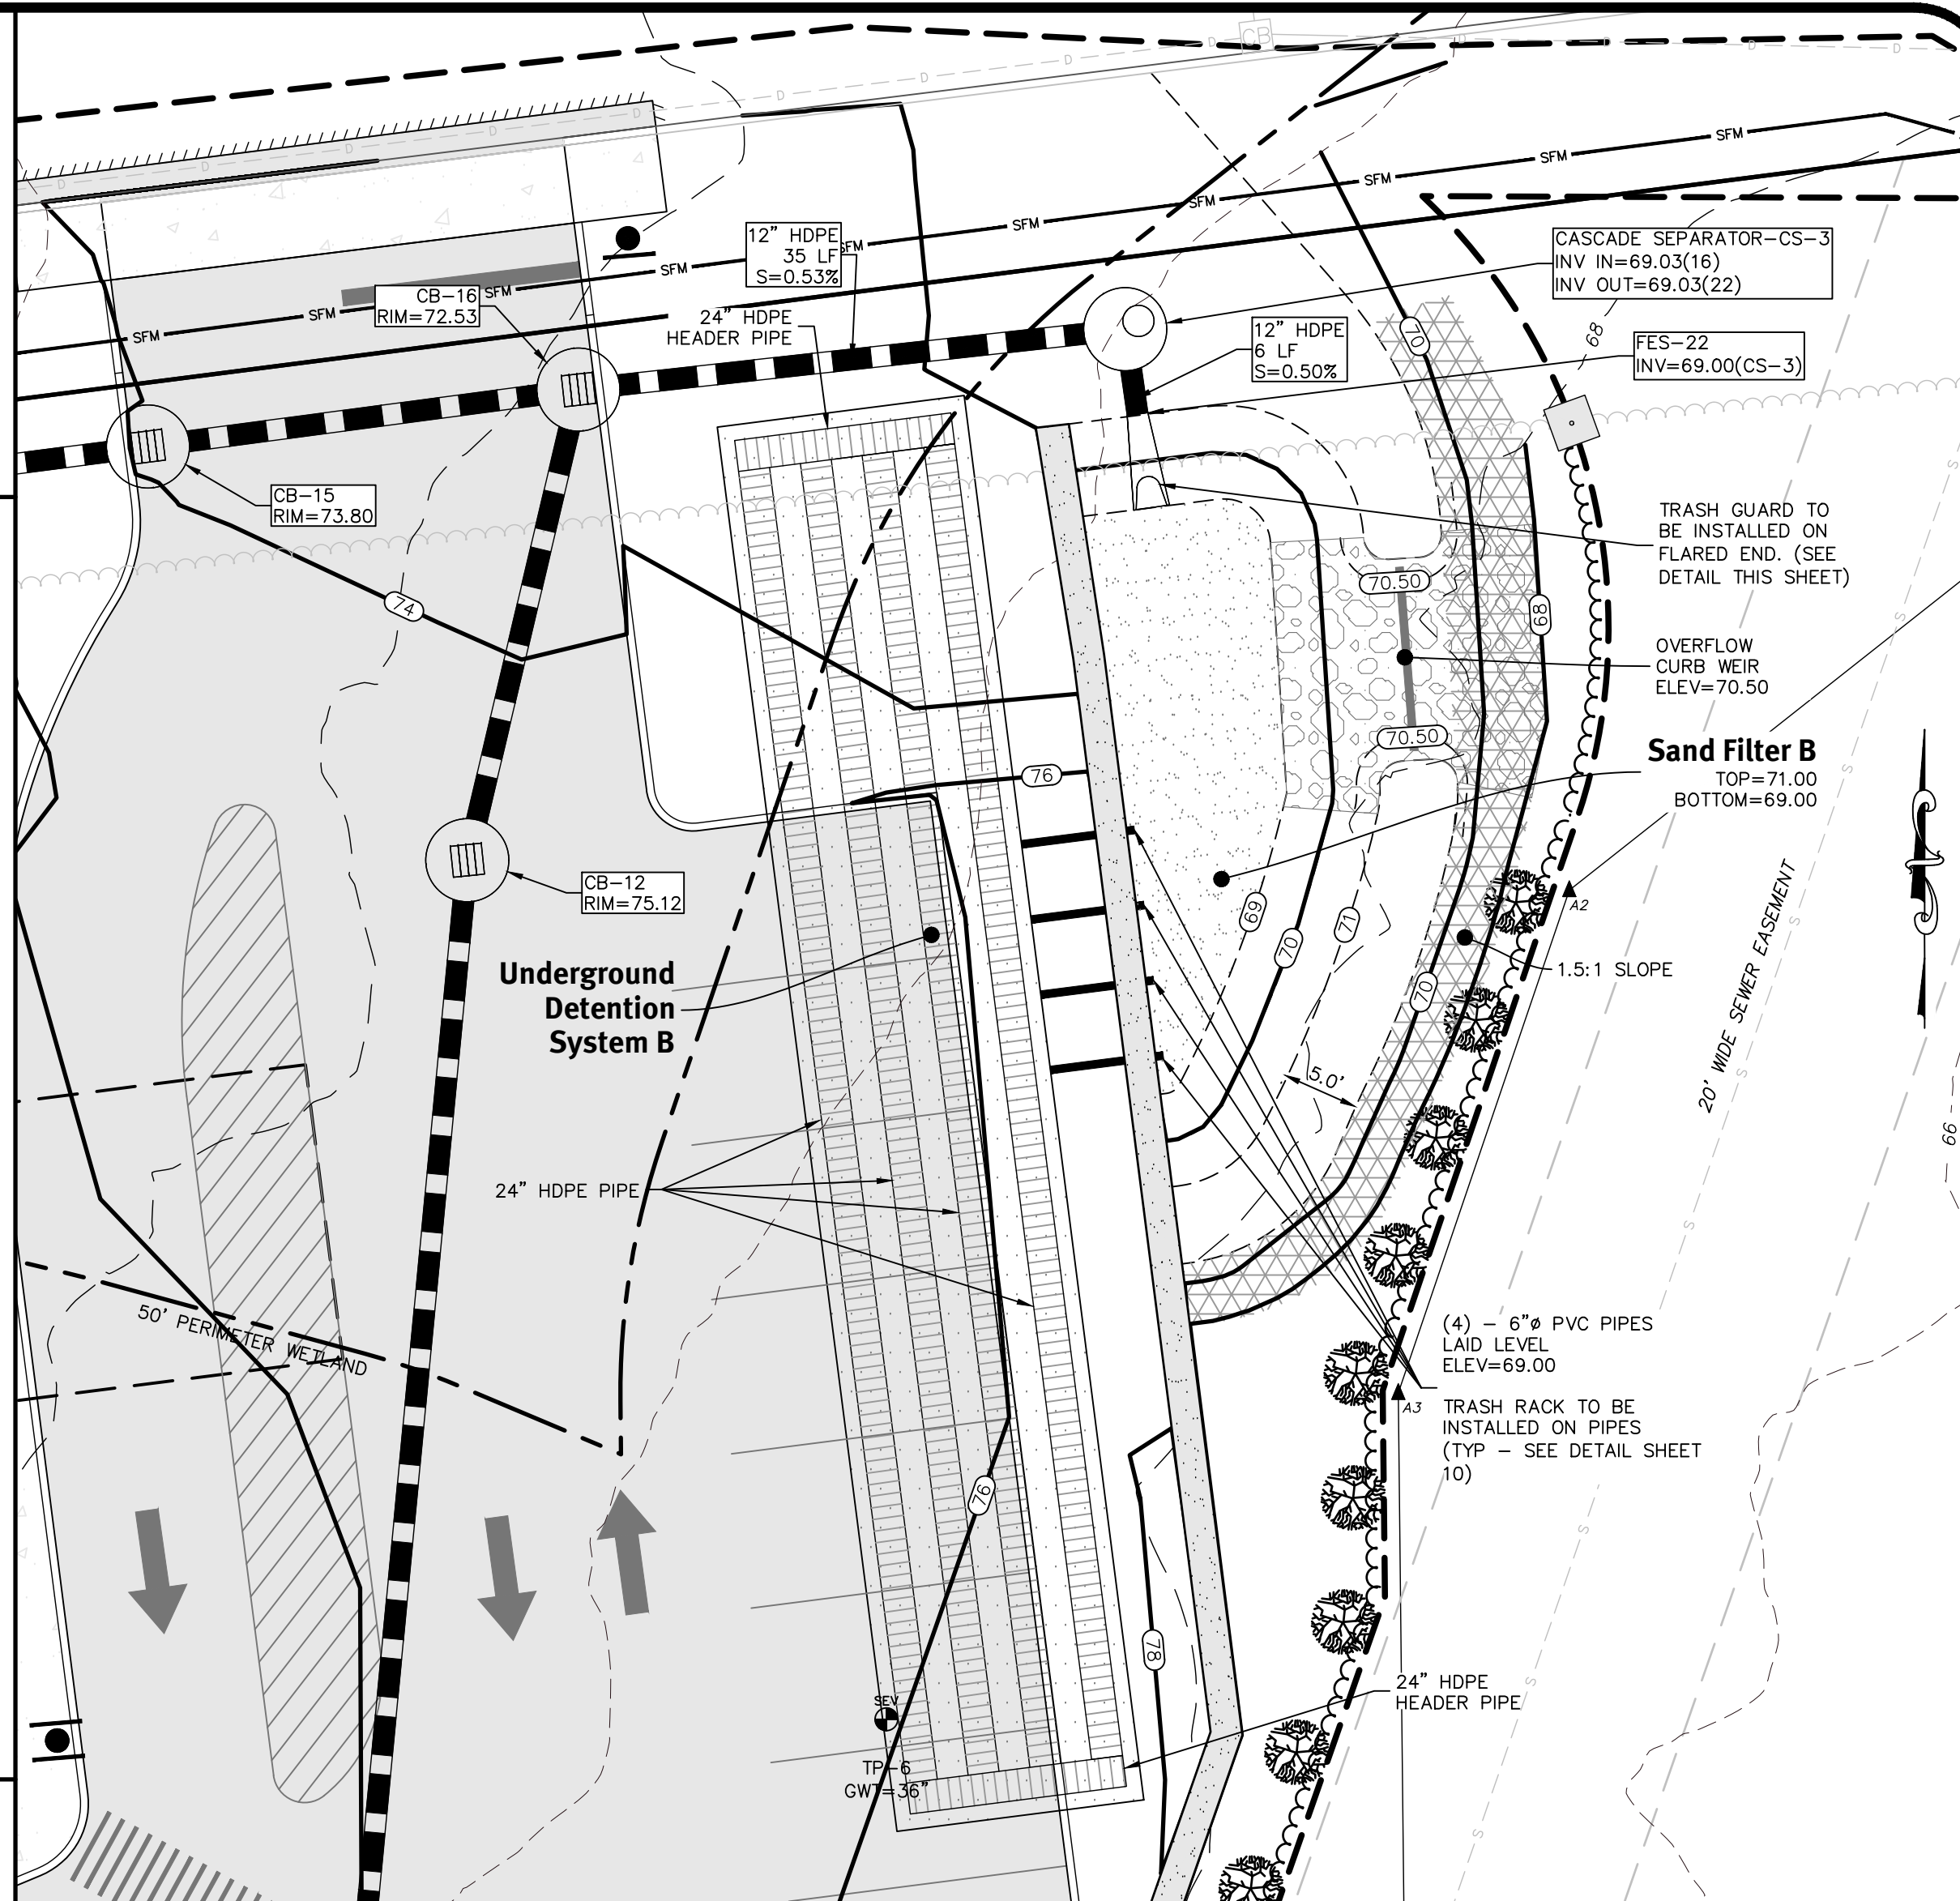 CB
D
D
D
D
D
D
D
D
D
SFM
SFM
SFM
SFM
SFM
SFM
SFM
SFM
SFM
SFM
12" HDPE
35 LF
S=0.53%
CASCADE SEPARATOR-CS-3
INV IN=69.03(16)
INV OUT=69.03(22)
CB-16
RIM=72.53
24" HDPE
HEADER PIPE
12" HDPE
6 LF
S=0.50%
FES-22
INV=69.00(CS-3)
70
68
CB-15
RIM=73.80
TRASH GUARD TO
BE INSTALLED ON
FLARED END. (SEE
DETAIL THIS SHEET)
74
70.50
68
OVERFLOW
CURB WEIR
ELEV=70.50
70.50
Sand Filter B
TOP=71.00
BOTTOM=69.00
76
CB-12
RIM=75.12
69
70
71
A2
Underground
Detention
System B
70
1.5:1 SLOPE
20' WIDE SEWER EASEMENT
S
S
S
S
S
S
S
S
S
S
5.0'
66
24" HDPE PIPE
50' PERIMETER WETLAND
(4) - 6"ø PVC PIPES
LAID LEVEL
ELEV=69.00
A3
TRASH RACK TO BE
INSTALLED ON PIPES
(TYP - SEE DETAIL SHEET
10)
76
78
24" HDPE
HEADER PIPE
SEV
TP-6
GWT=36"